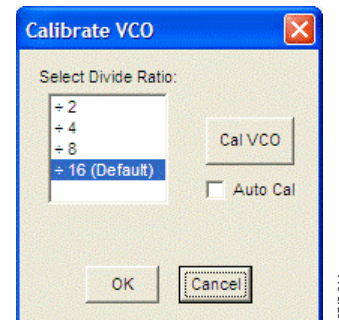 Calibrate VCO
Select Divide Ratio:
÷ 2
÷ 4
÷ 8
÷ 16 (Default)
Cal VCO
Auto Cal
OK
Cancel